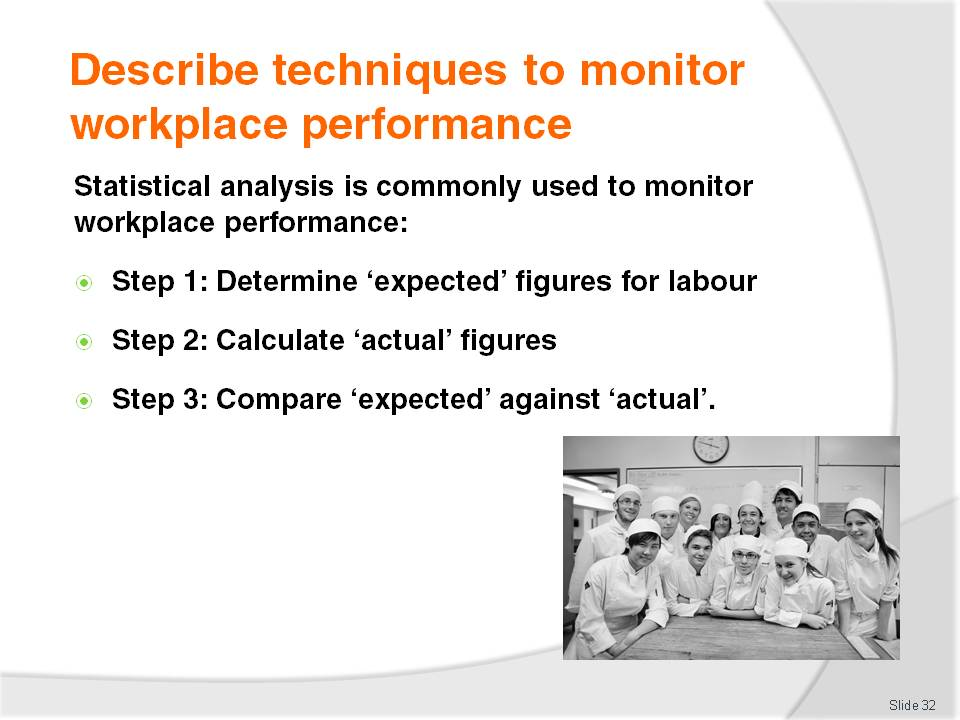 Describe techniques to monitor
workplace performance
Statistical analysis is commonly used to monitor
workplace performance:
Step 1: Determine ‘expected’ figures for labour
Step 2: Calculate ‘actual’ figures
Step 3: Compare ‘expected’ against ‘actual’.
Slide 32